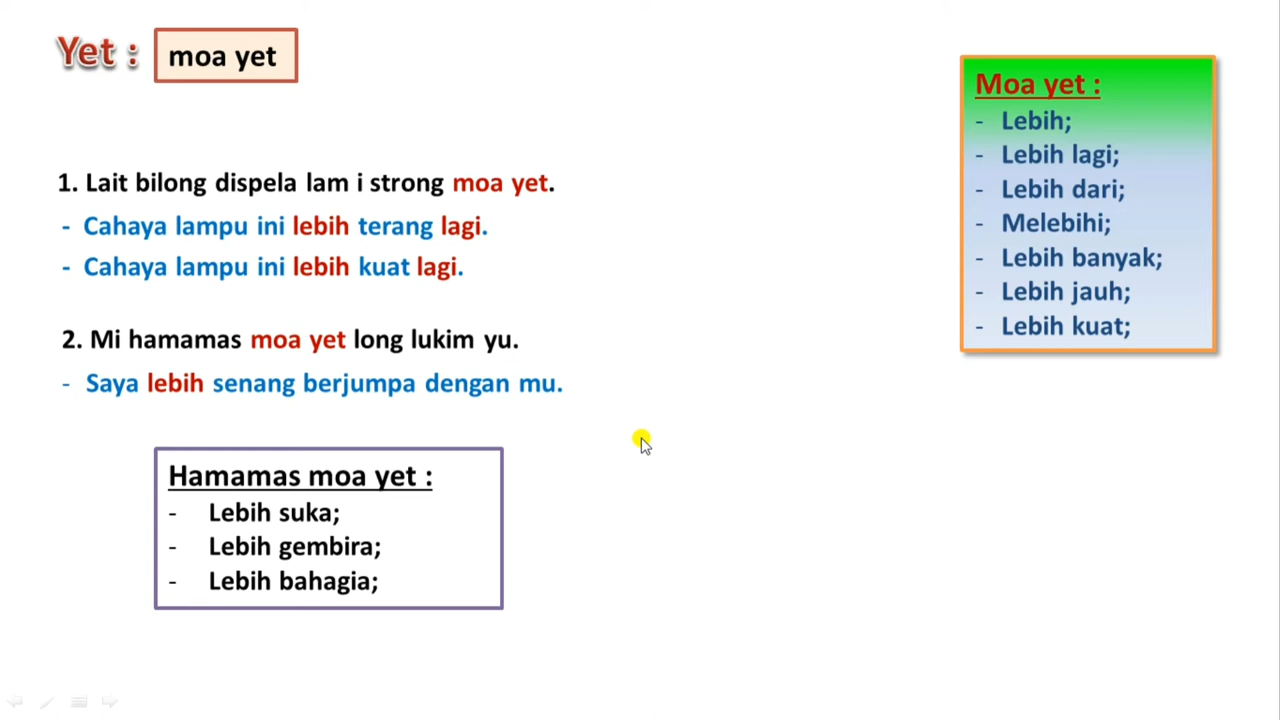 Yet : moa yet
1. Lait bilong dispela lam i strong moa yet.
- Cahaya lampu ini lebih terang lagi.
- Cahaya lampu ini lebih kuat lagi.
2. Mi hamamas moa yet long lukim yu.
- Saya lebih senang berjumpa dengan mu.
Hamamas moa yet :
- Lebih suka;
- Lebih gembira;
- Lebih bahagia;
Moa yet :
- Lebih;
- Lebih lagi;
- Lebih dari;
- Melebihi;
- Lebih banyak;
- Lebih jauh;
- Lebih kuat;